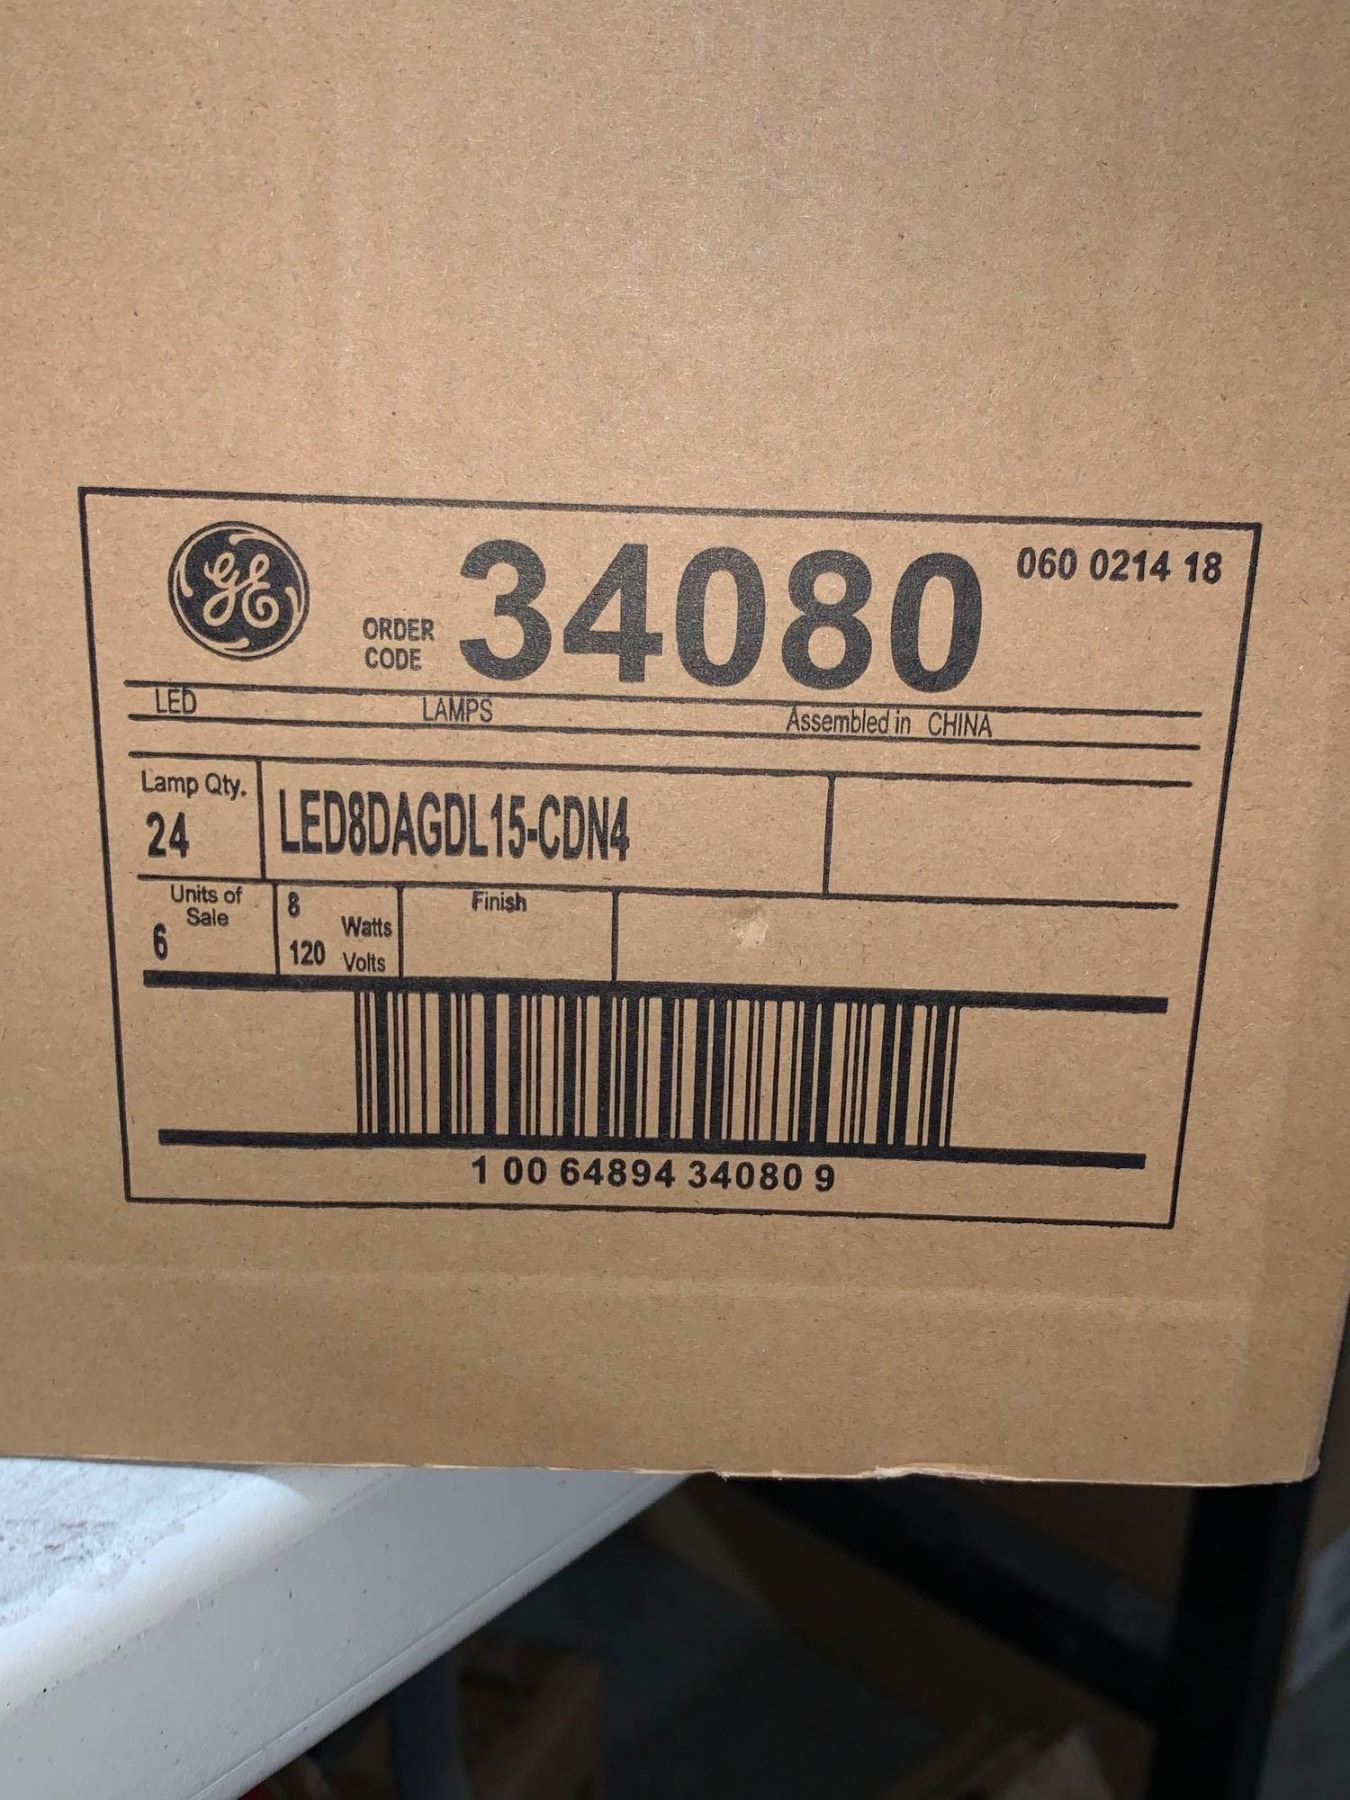 GE
ORDER CODE 34080 060 0214 18
LED LAMPS Assembled in CHINA
Lamp Qty.
24
LED8DAGDL15-CDN4
Units of
Sale
6
8 Watts
120 Volts
Finish
1 00 64894 34080 9